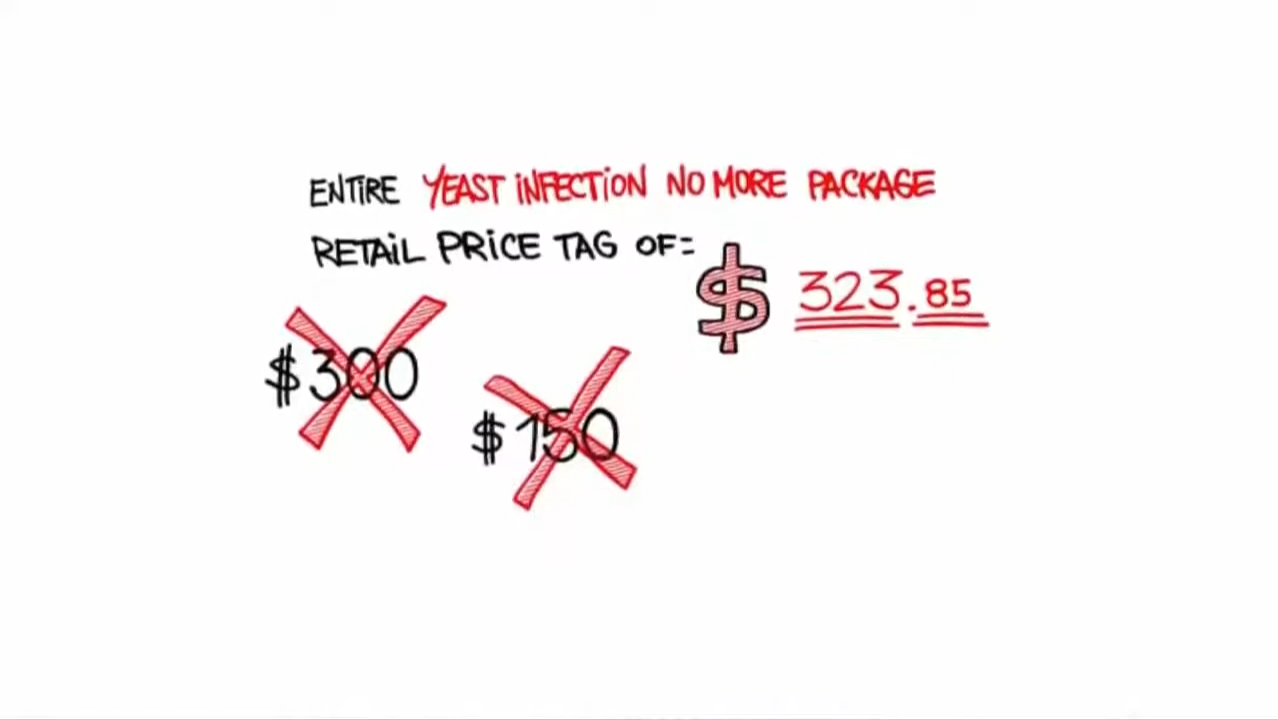 ENTIRE YEAST INFECTION NO MORE PACKAGE
RETAIL PRICE TAG OF=
$ 323.85
$300
$150